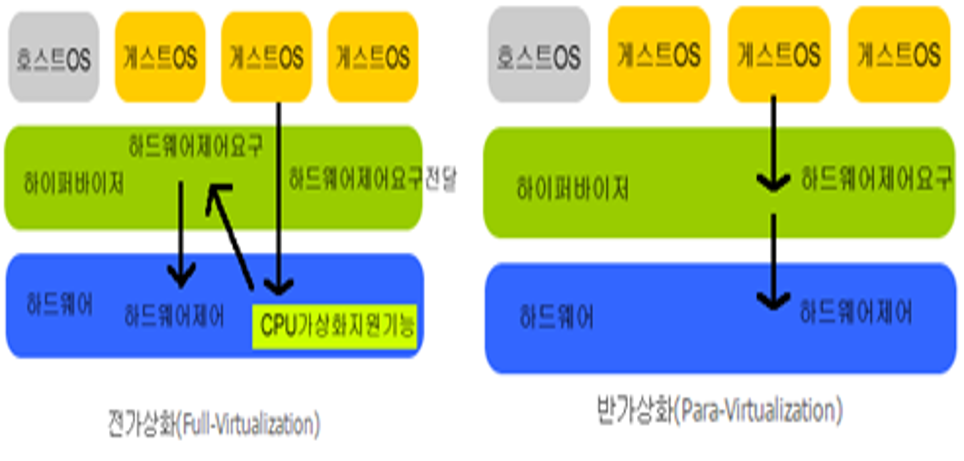 호스트OS
게스트OS
게스트OS
게스트OS
하드웨어제어요구
하이퍼바이저
하드웨어제어요구전달
하드웨어
하드웨어제어
CPU가상화지원기능
전가상화(Full-Virtualization)
호스트OS
게스트OS
게스트OS
게스트OS
하이퍼바이저
하드웨어제어요구
하드웨어
하드웨어제어
반가상화(Para-Virtualization)